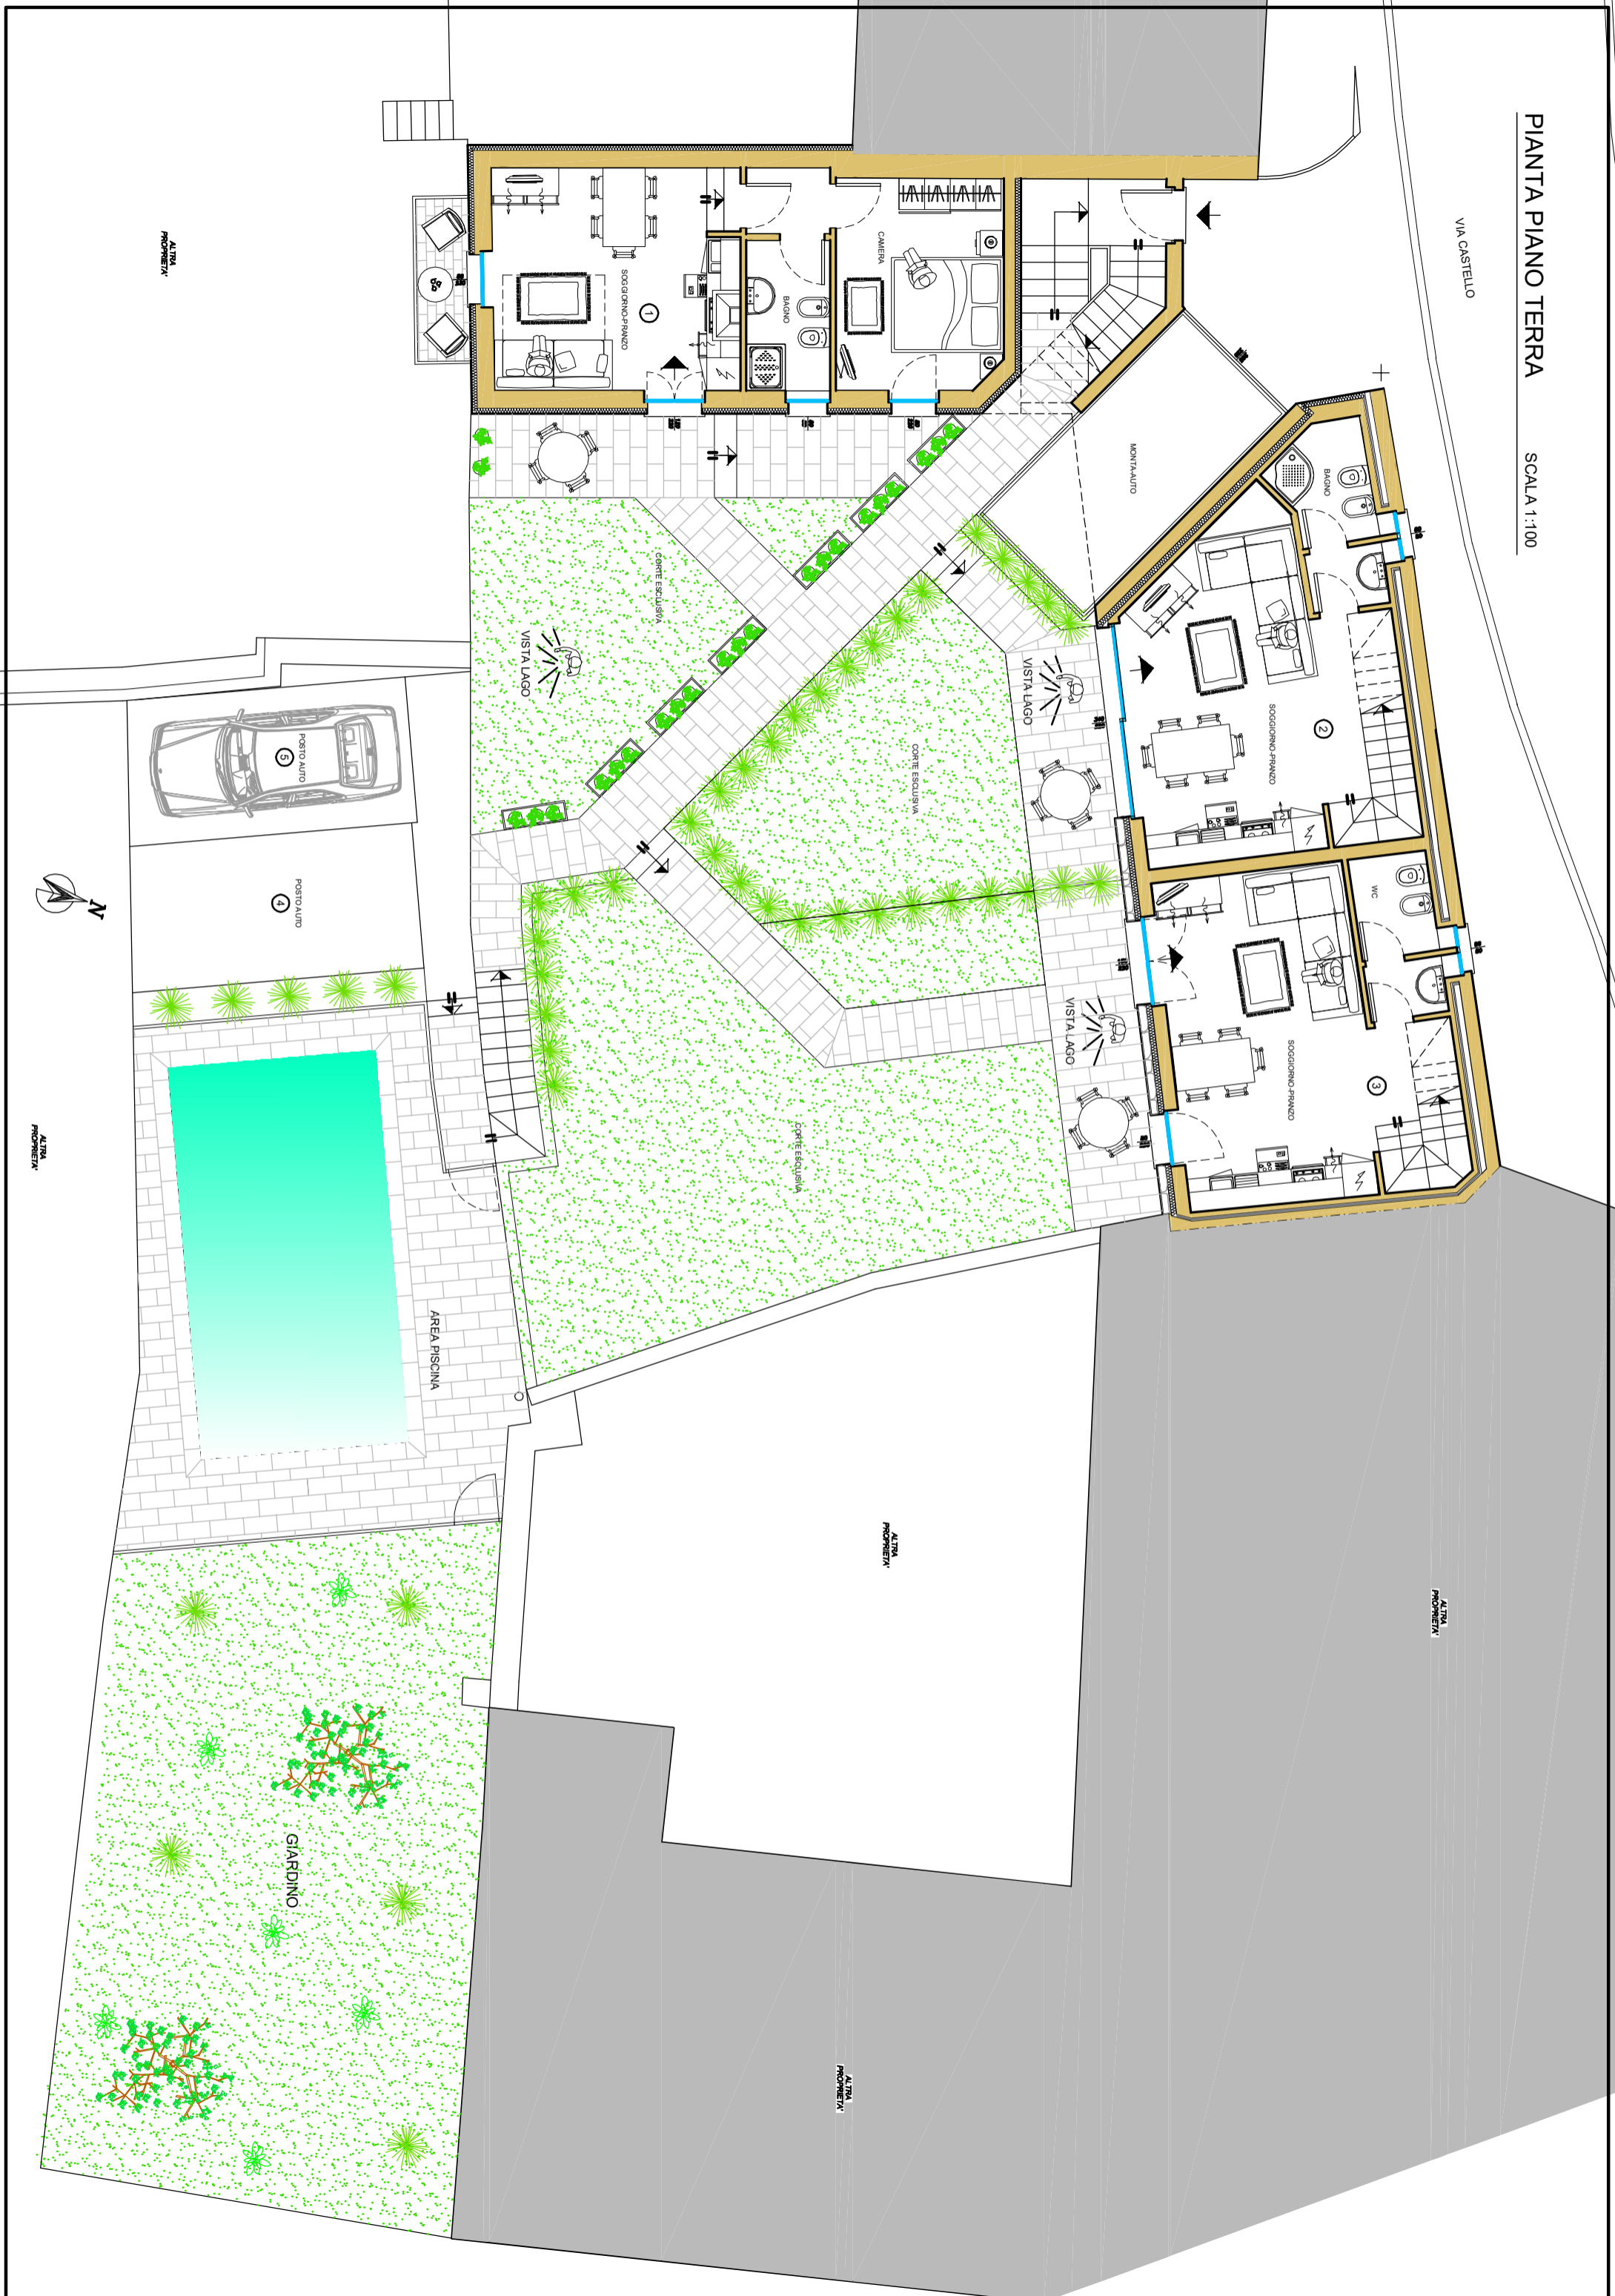 PIANTA PIANO TERRA
SCALA 1:100
VIA CASTELLO
ALTRA
PROPRIETA'
SOGGIORNO-PRANZO
1
BAGNO
CAMERA
MONTA-AUTO
BAGNO
SOGGIORNO-PRANZO
2
WC
SOGGIORNO-PRANZO
3
CORTE ESCLUSIVA
VISTA LAGO
VISTA LAGO
CORTE ESCLUSIVA
VISTA LAGO
CORTE ESCLUSIVA
POSTO AUTO
5
POSTO AUTO
4
N
AREA PISCINA
ALTRA
PROPRIETA'
ALTRA
PROPRIETA'
ALTRA
PROPRIETA'
GIARDINO
ALTRA
PROPRIETA'